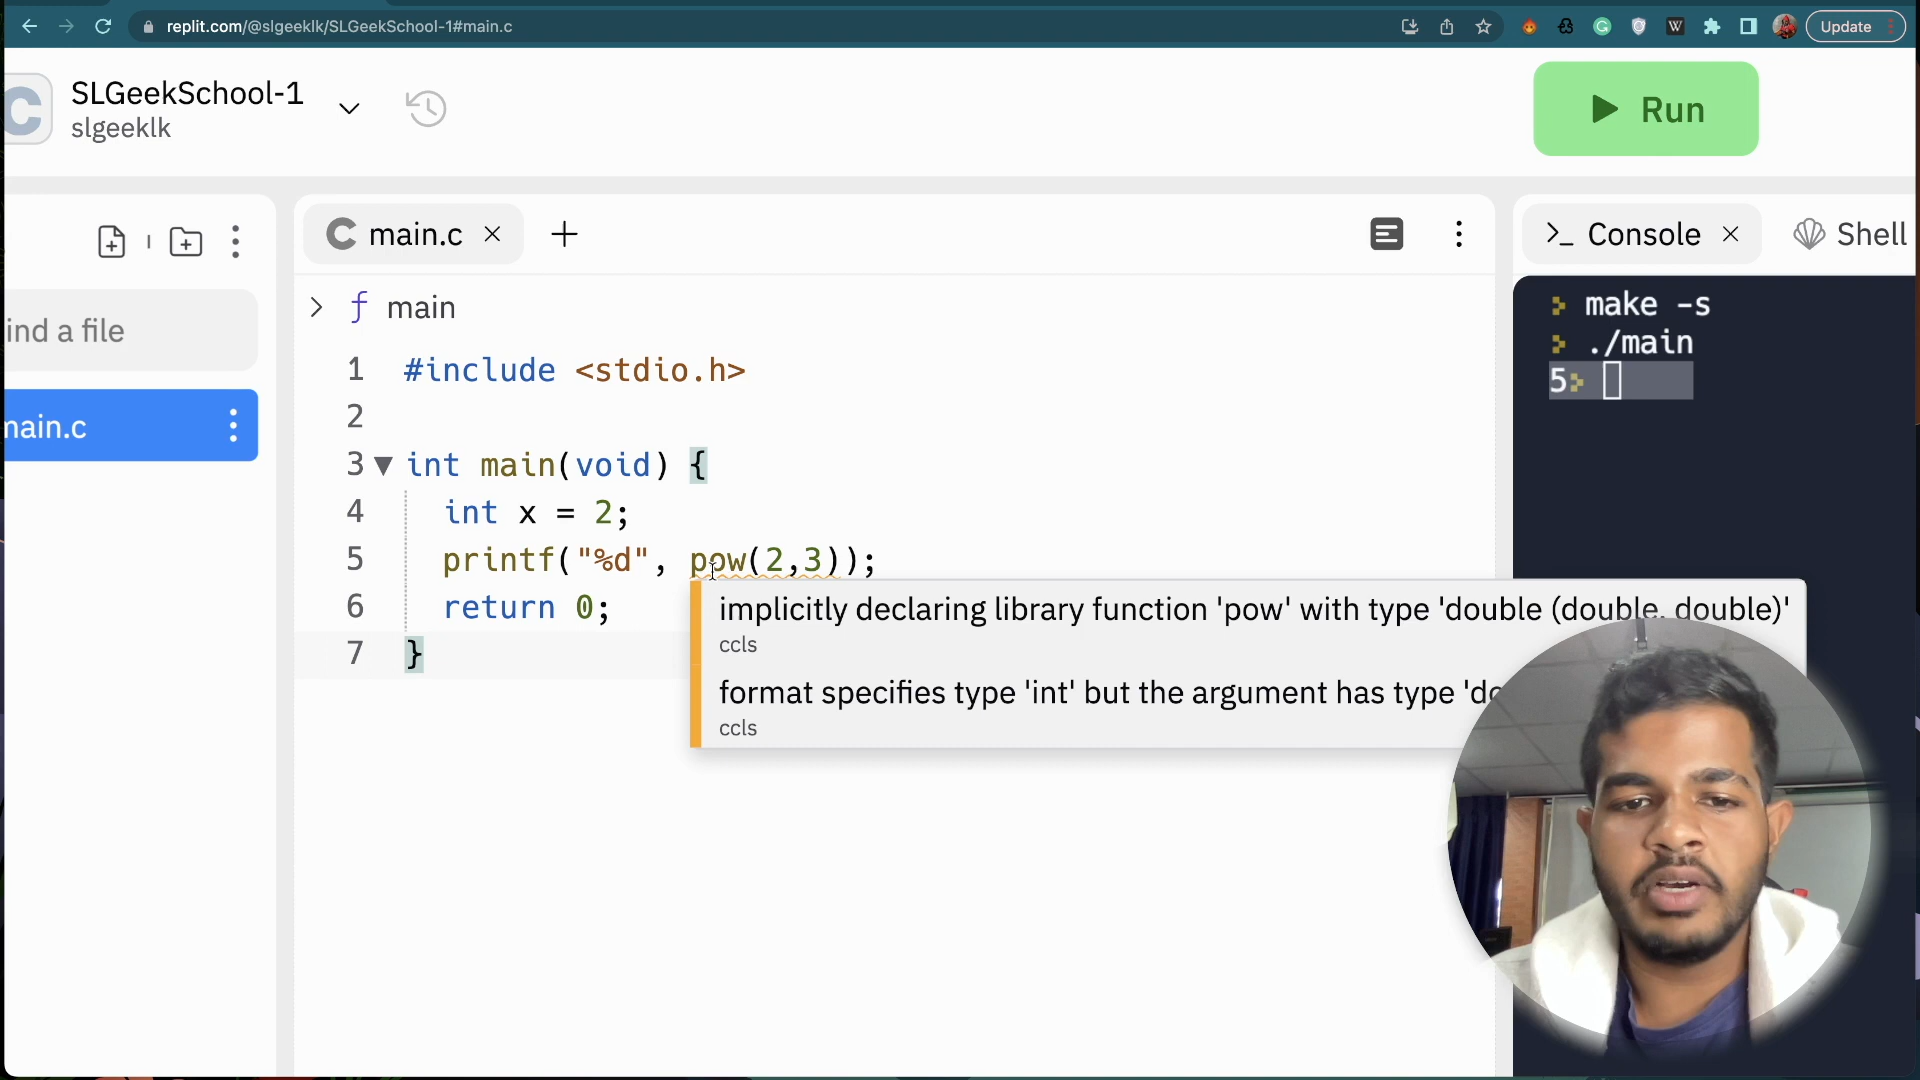 replit.com/@slgeeklk/SLGeekSchool-1#main.c
Update
SLGeekSchool-1
slgeeklk
Run
main.c
Console
Shell
ind a file
main.c
main
1 #include <stdio.h>
2
3 int main(void) {
4 int x = 2;
5 printf("%d", pow(2,3));
6 return 0;
7 }
implicitly declaring library function 'pow' with type 'double (double, double)'
ccls
format specifies type 'int' but the argument has type 'do
ccls
make -s
./main
5